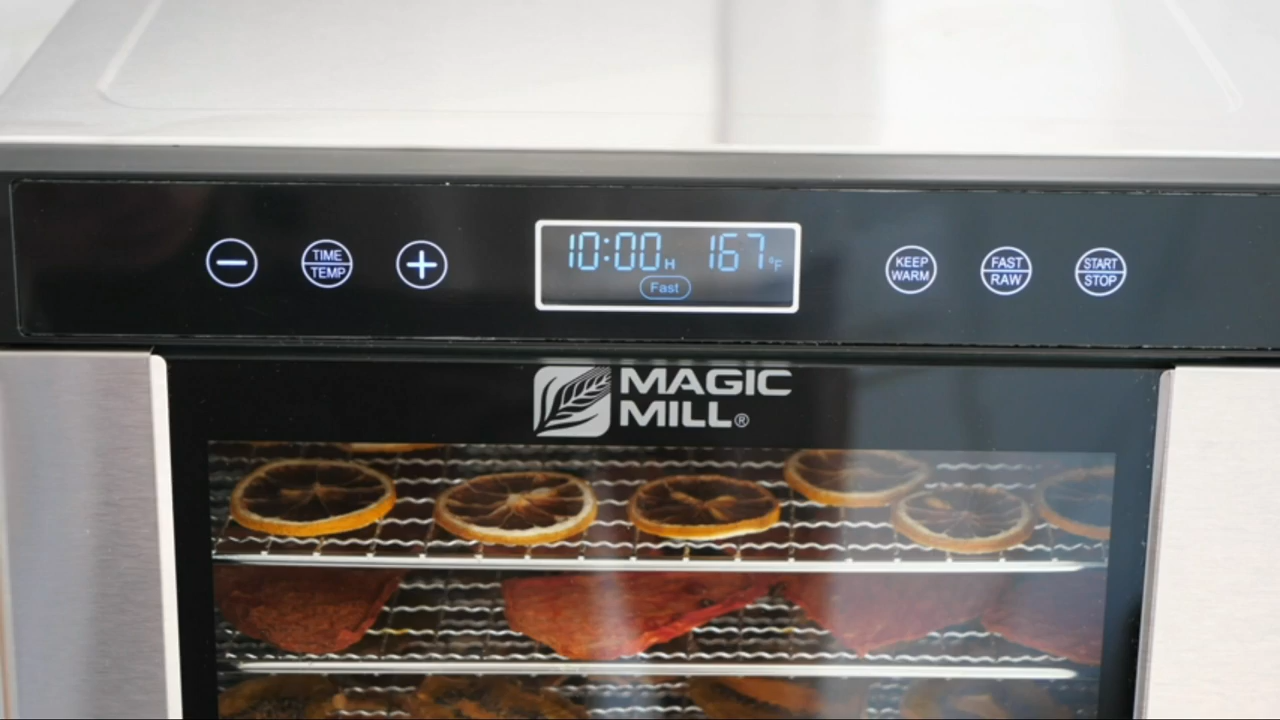 −
TIME
TEMP
+
10:00H 167°F
Fast
KEEP
WARM
FAST
RAW
START
STOP
MAGIC
MILL®